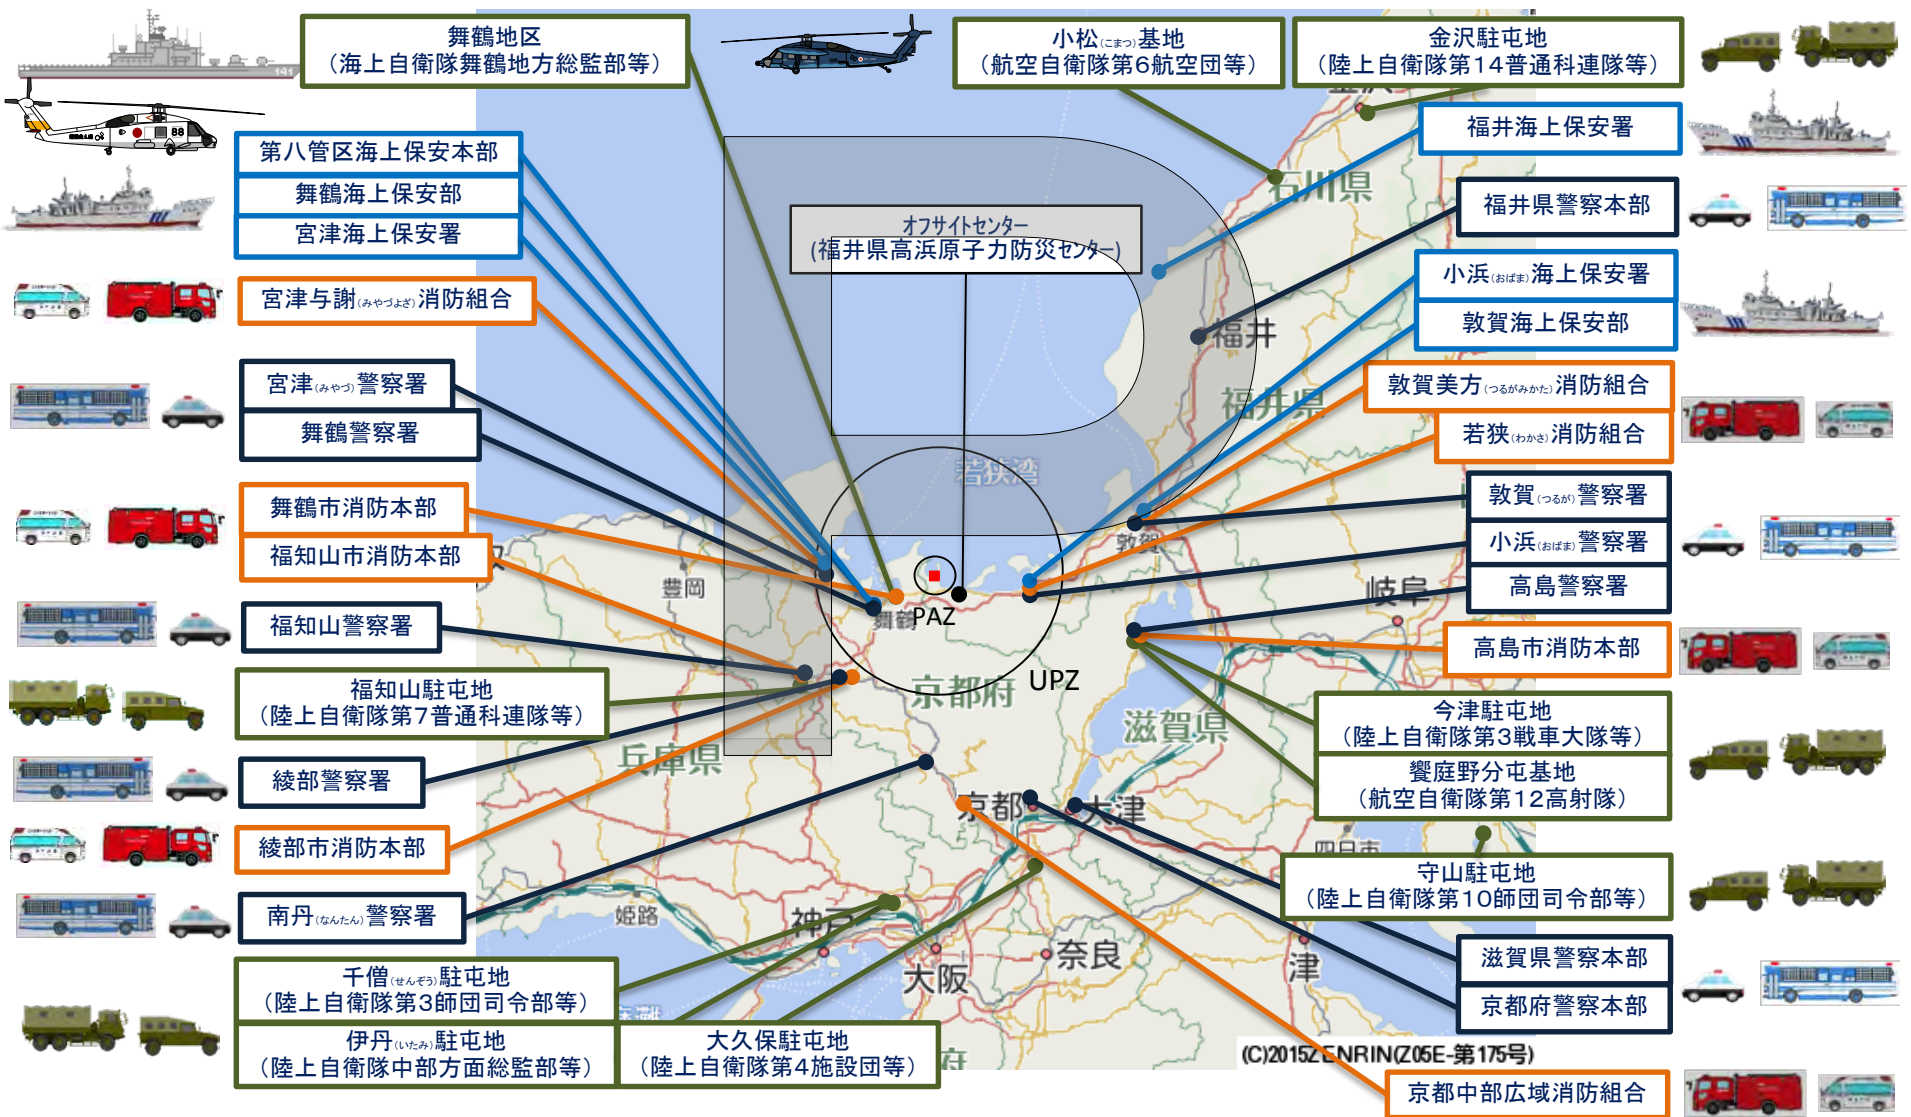 舞鶴地区
(海上自衛隊舞鶴地方総監部等)
小松(こまつ)基地
(航空自衛隊第6航空団等)
金沢駐屯地
(陸上自衛隊第14普通科連隊等)
141
88
第八管区海上保安本部
舞鶴海上保安部
宮津海上保安署
宮津与謝(みやづよざ)消防組合
宮津(みやづ)警察署
舞鶴警察署
舞鶴市消防本部
福知山市消防本部
福知山警察署
福知山駐屯地
(陸上自衛隊第7普通科連隊等)
綾部警察署
綾部市消防本部
南丹(なんたん)警察署
千僧(せんぞう)駐屯地
(陸上自衛隊第3師団司令部等)
伊丹(いたみ)駐屯地
(陸上自衛隊中部方面総監部等)
大久保駐屯地
(陸上自衛隊第4施設団等)
オフサイトセンター
(福井県高浜原子力防災センター)
福井海上保安署
福井県警察本部
小浜(おばま)海上保安署
敦賀海上保安部
敦賀美方(つるがみかた)消防組合
若狭(わかさ)消防組合
敦賀(つるが)警察署
小浜(おばま)警察署
高島警察署
高島市消防本部
今津駐屯地
(陸上自衛隊第3戦車大隊等)
饗庭野分屯基地
(航空自衛隊第12高射隊)
守山駐屯地
(陸上自衛隊第10師団司令部等)
滋賀県警察本部
京都府警察本部
京都中部広域消防組合
金沢
石川県
福井
福井県
若狭湾
敦賀
豊岡
舞鶴
PAZ
UPZ
岐阜
京都府
滋賀県
兵庫県
京都
大津
四日市
姫路
神戸
大阪
奈良
津
府
(C)2015ZENRIN(Z05E-第175号)